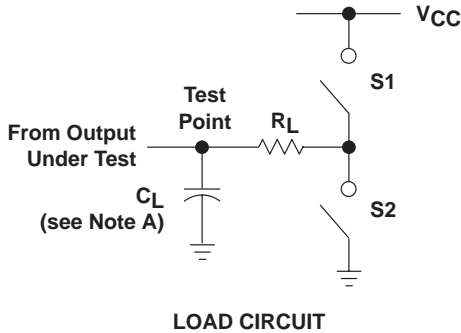 VCC
S1
Test
Point
RL
From Output
Under Test
CL
(see Note A)
S2
LOAD CIRCUIT